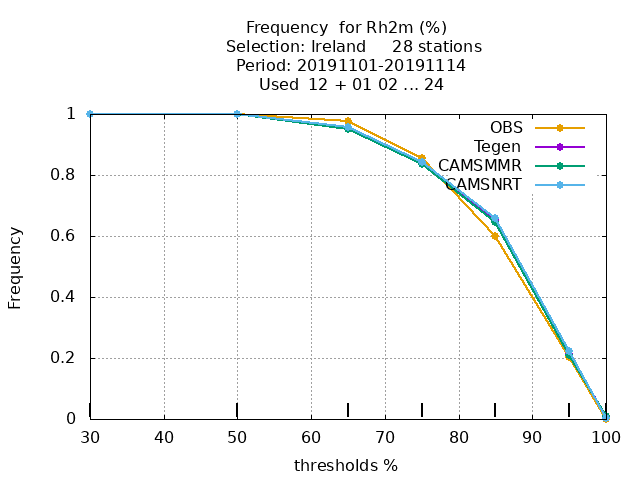 Frequency  for Rh2m (%)
Selection: Ireland     28 stations
Period: 20191101-20191114
Used  12 + 01 02 ... 24
1
0.8
0.6
0.4
0.2
0
Frequency
OBS
Tegen
CAMSMMR
CAMSNRT
30 40 50 60 70 80 90 100
thresholds %